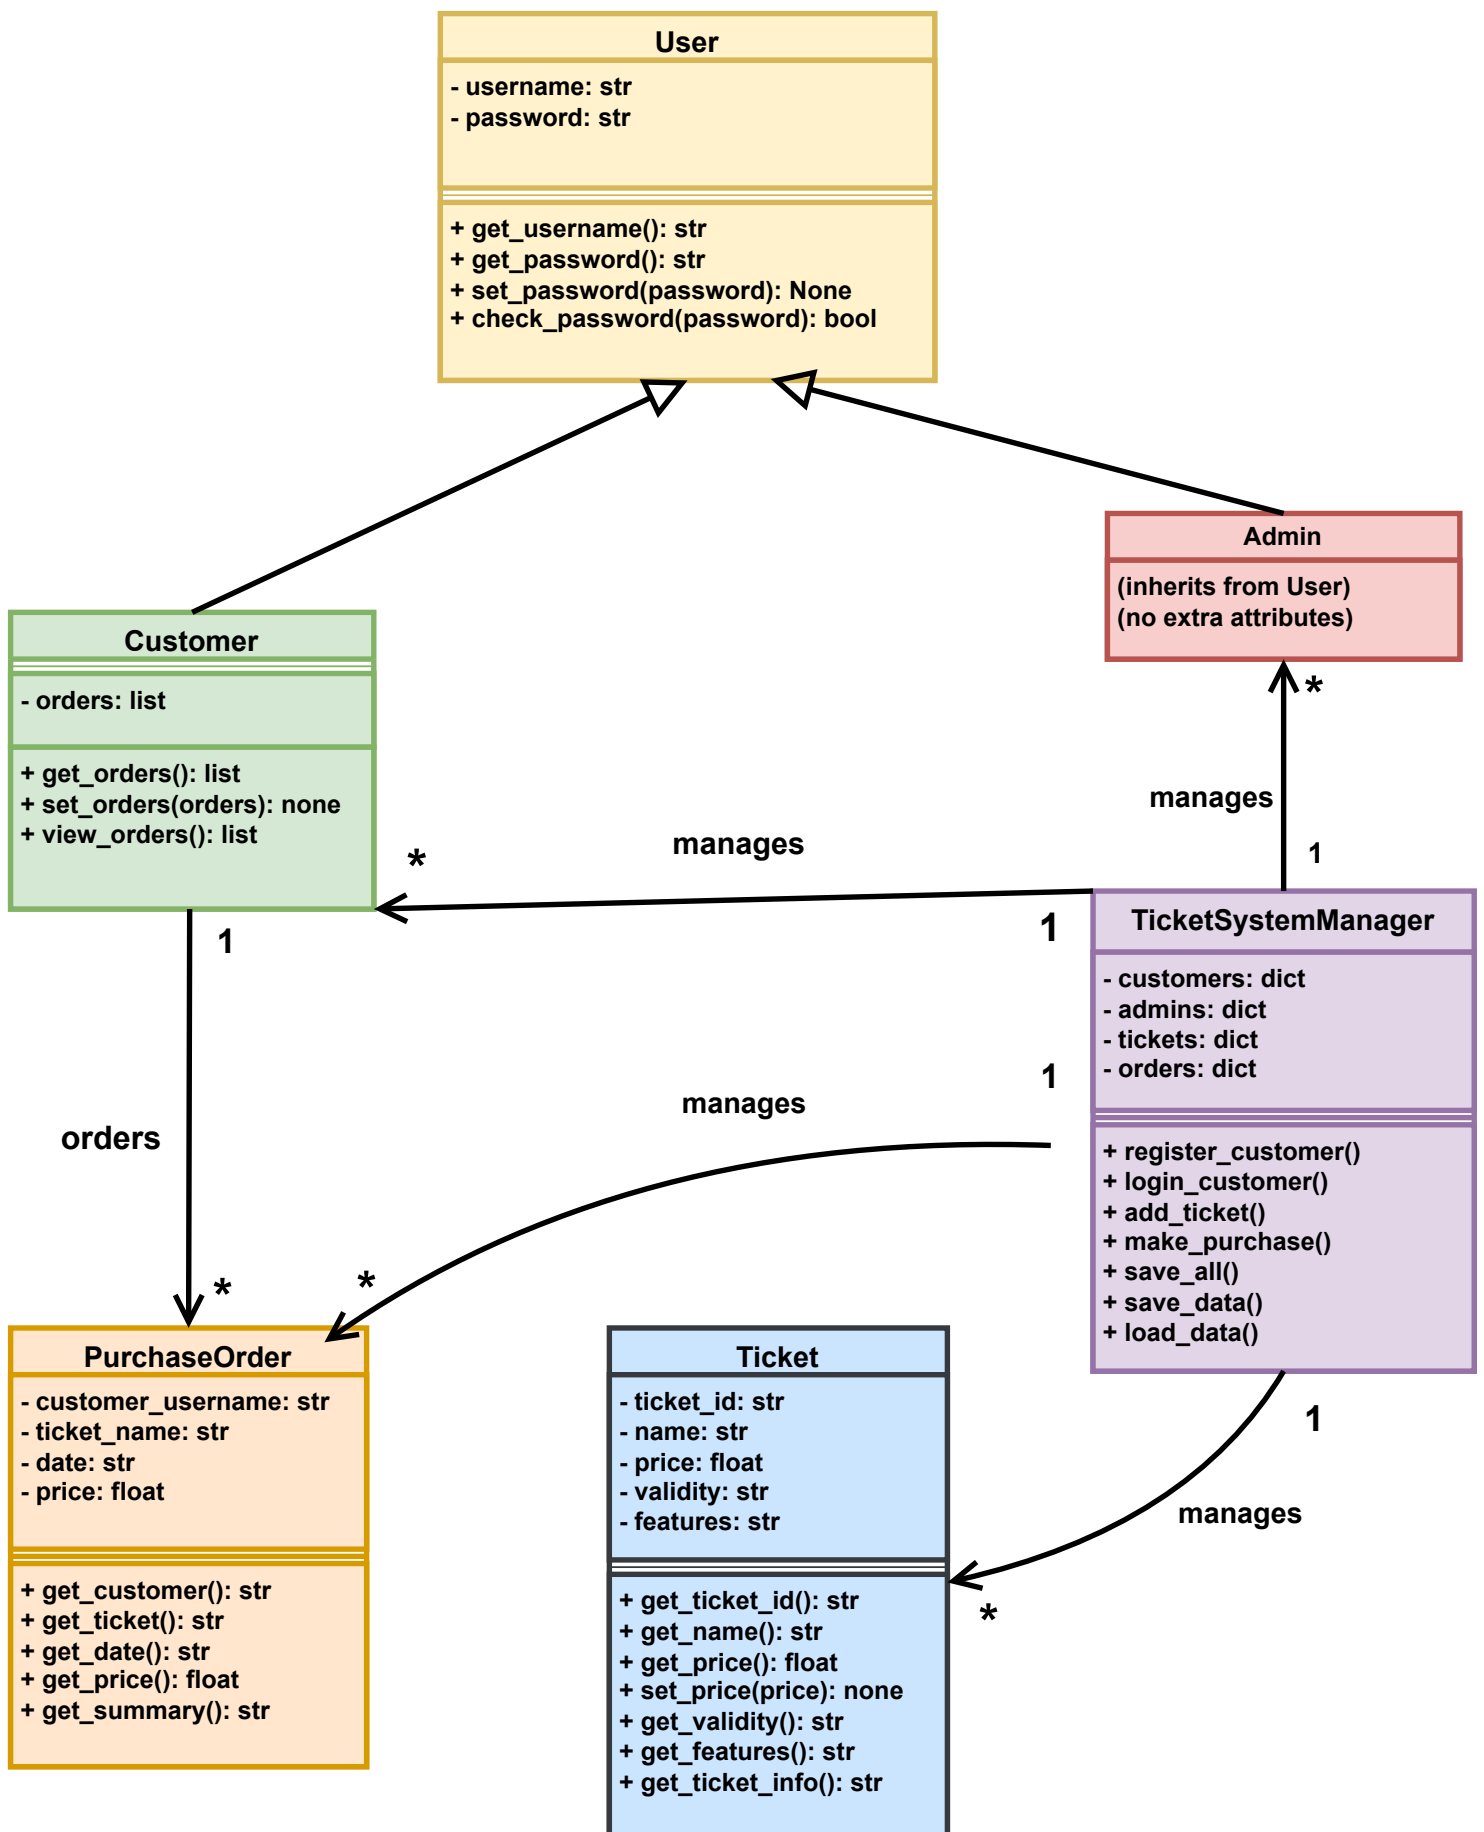 User
- username: str
- password: str
+ get_username(): str
+ get_password(): str
+ set_password(password): None
+ check_password(password): bool
Admin
(inherits from User)
(no extra attributes)
Customer
- orders: list
+ get_orders(): list
+ set_orders(orders): none
+ view_orders(): list
*
manages
1
*
manages
1
TicketSystemManager
- customers: dict
- admins: dict
- tickets: dict
- orders: dict
+ register_customer()
+ login_customer()
+ add_ticket()
+ make_purchase()
+ save_all()
+ save_data()
+ load_data()
1
orders
*
1
manages
*
PurchaseOrder
- customer_username: str
- ticket_name: str
- date: str
- price: float
+ get_customer(): str
+ get_ticket(): str
+ get_date(): str
+ get_price(): float
+ get_summary(): str
Ticket
- ticket_id: str
- name: str
- price: float
- validity: str
- features: str
+ get_ticket_id(): str
+ get_name(): str
+ get_price(): float
+ set_price(price): none
+ get_validity(): str
+ get_features(): str
+ get_ticket_info(): str
1
manages
*